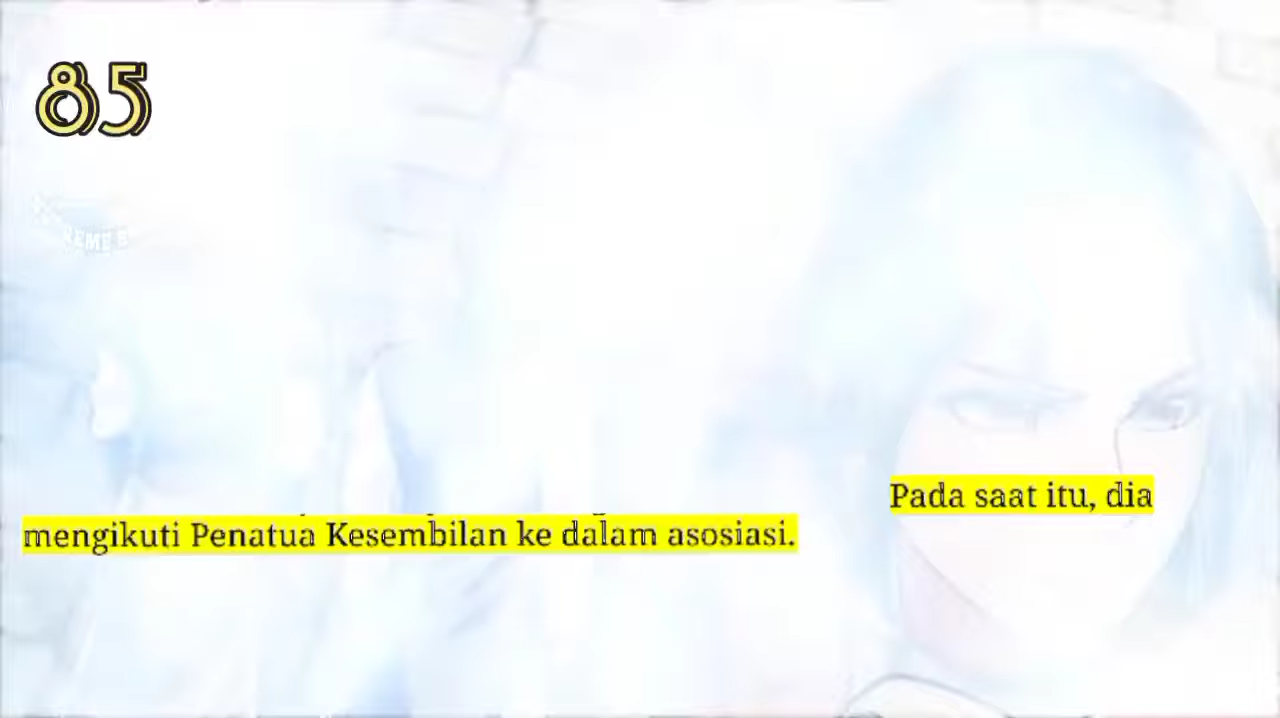 85
Pada saat itu, dia
mengikuti Penatua Kesembilan ke dalam asosiasi.